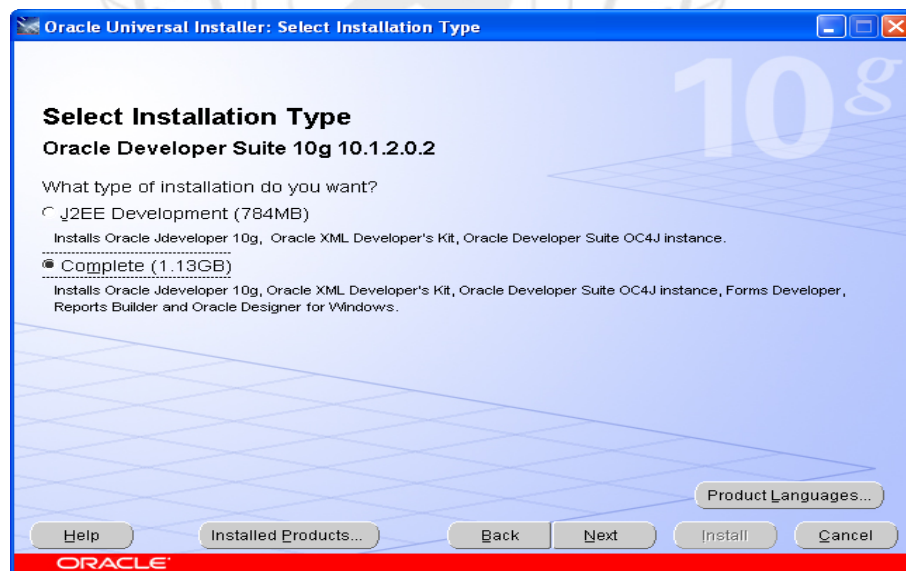 Oracle Universal Installer: Select Installation Type
10g
Select Installation Type
Oracle Developer Suite 10g 10.1.2.0.2
What type of installation do you want?
J2EE Development (784MB)
Installs Oracle Jdeveloper 10g, Oracle XML Developer's Kit, Oracle Developer Suite OC4J instance.
Complete (1.13GB)
Installs Oracle Jdeveloper 10g, Oracle XML Developer's Kit, Oracle Developer Suite OC4J instance, Forms Developer,
Reports Builder and Oracle Designer for Windows.
Product Languages...
Help Installed Products... Back Next Install Cancel
ORACLE